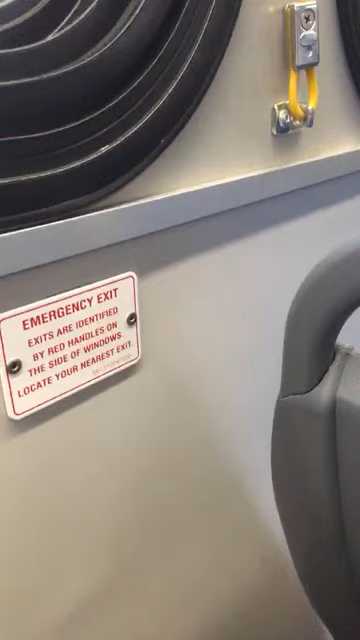 EMERGENCY EXIT
EXITS ARE IDENTIFIED
BY RED HANDLES ON
THE SIDE OF WINDOWS.
LOCATE YOUR NEAREST EXIT.